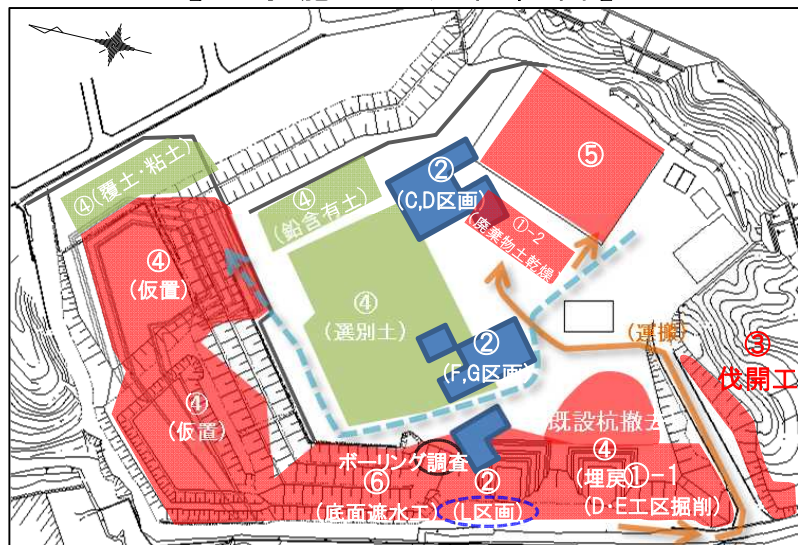 ④(覆土・粘土)
④
(鉛含有土)
②
(C,D区画)
⑤
①-2
(廃棄物土乾燥)
④
(仮置)
④
(選別土)
②
(F,G区画)
(運搬)
③
伐開工
④
(仮置)
既設杭撤去
ボーリング調査
④
(埋戻)
①-1
(D・E工区掘削)
⑥
(底面遮水工)
②
(L区画)